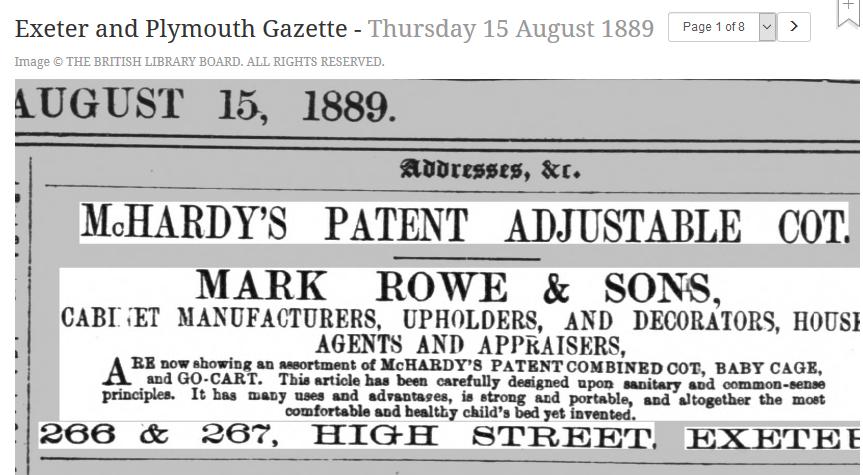 Exeter and Plymouth Gazette - Thursday 15 August 1889
Page 1 of 8
Image © THE BRITISH LIBRARY BOARD. ALL RIGHTS RESERVED.
AUGUST 15, 1889.
Addresses, &c.
McHARDY'S PATENT ADJUSTABLE COT.
MARK ROWE & SONS,
CABINET MANUFACTURERS, UPHOLDERS, AND DECORATORS, HOUSE
AGENTS AND APPRAISERS,
ARE now showing an assortment of McHARDY'S PATENT COMBINED COT, BABY CAGE,
and GO-CART. This article has been carefully designed upon sanitary and common-sense
principles. It has many uses and advantages, is strong and portable, and altogether the most
comfortable and healthy child's bed yet invented.
266 & 267, HIGH STREET, EXETER